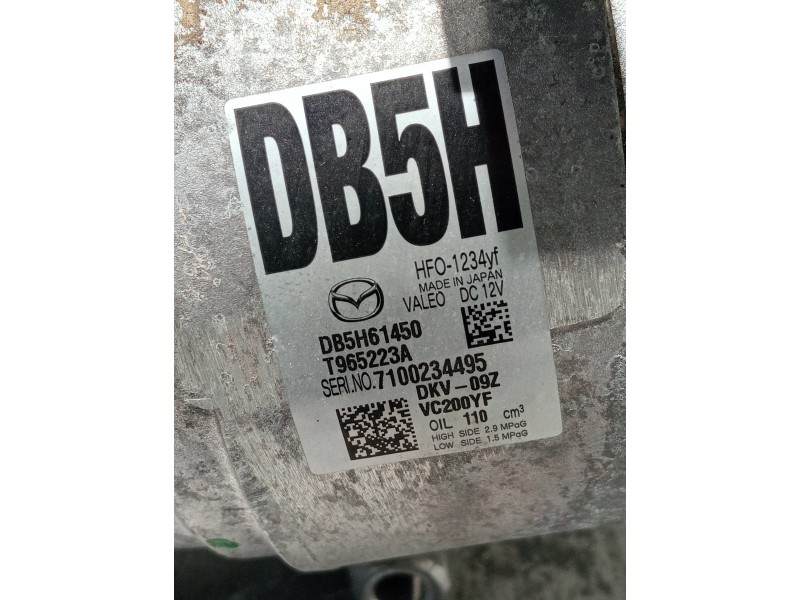 DB5H
HFO-1234yf
MADE IN JAPAN
VALEO DC 12V
DB5H61450
T965223A
SERI.NO.7100234495
DKV-09Z
VC200YF
OIL 110 cm³
HIGH SIDE 2.9 MPaG
LOW SIDE 1.5 MPaG